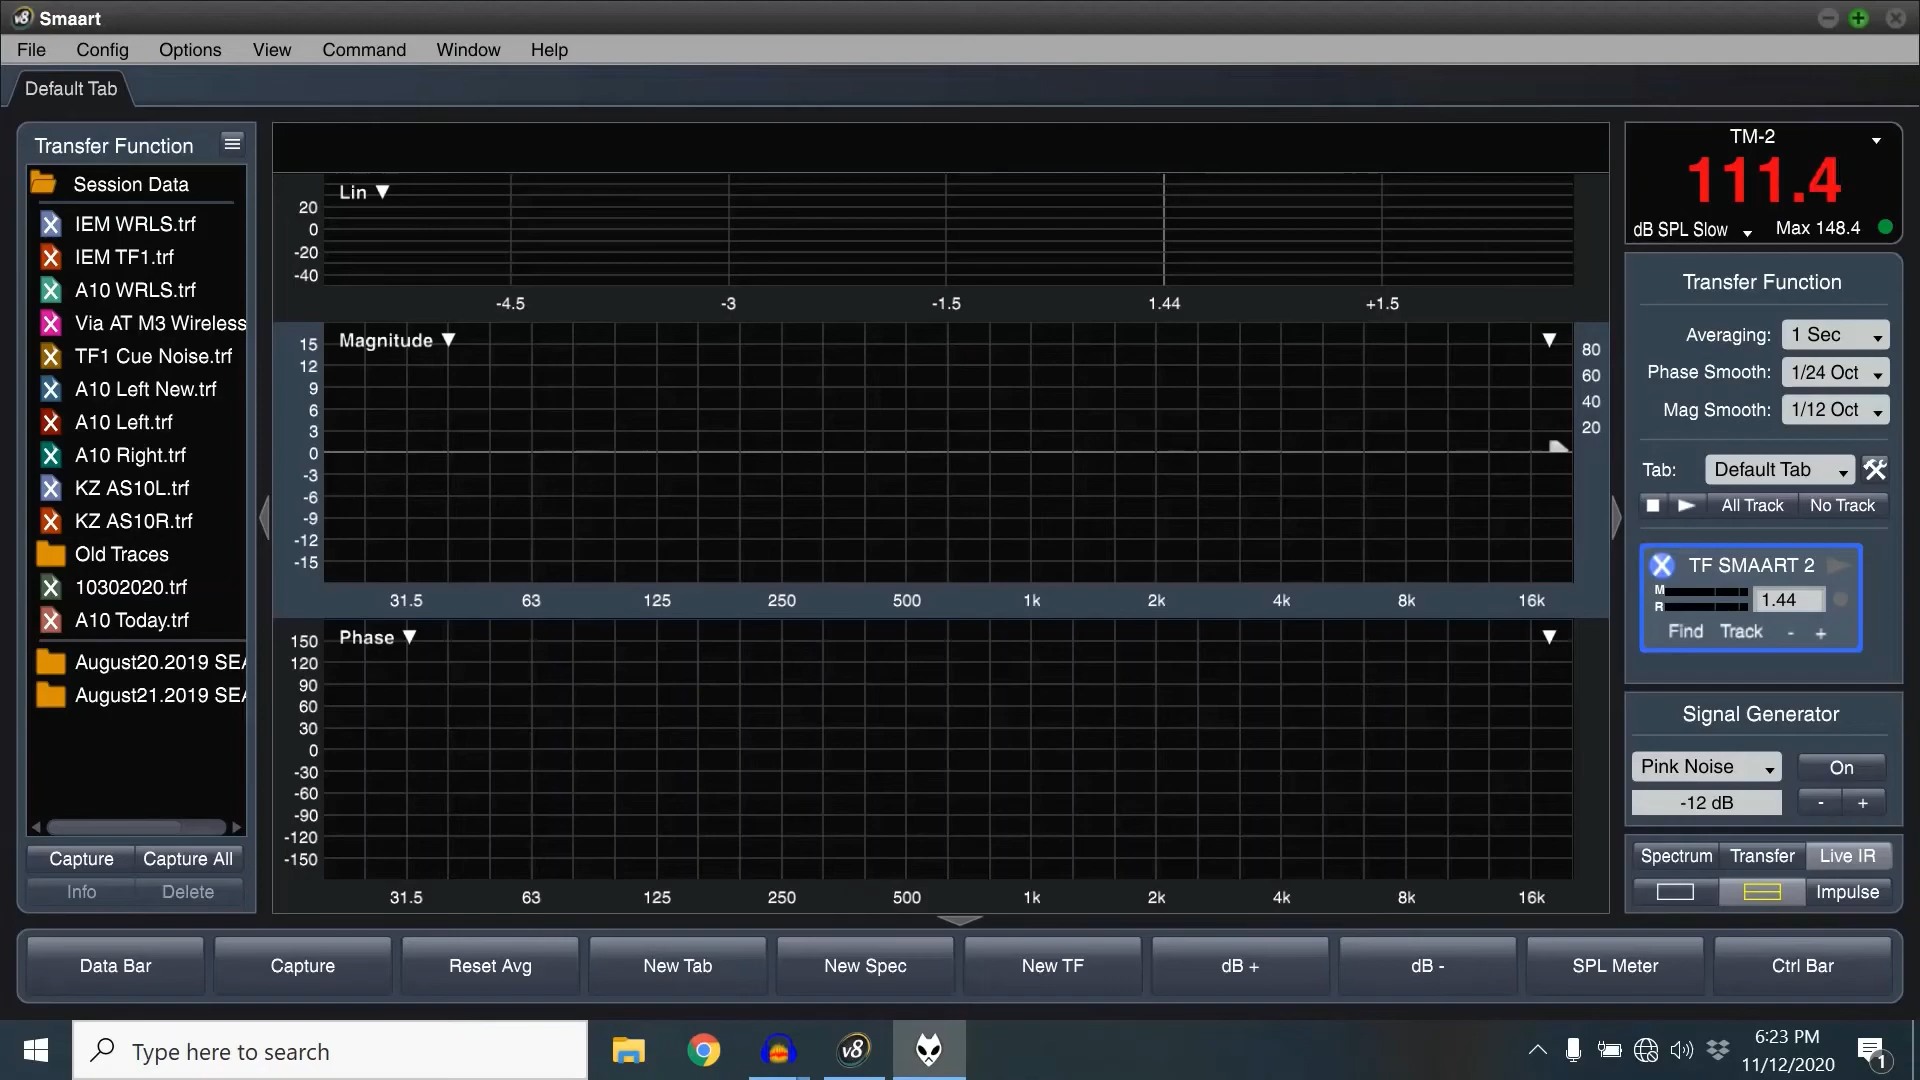 v8 Smaart
File Config Options View Command Window Help
Default Tab
Transfer Function
Session Data
IEM WRLS.trf
IEM TF1.trf
A10 WRLS.trf
Via AT M3 Wireless
TF1 Cue Noise.trf
A10 Left New.trf
A10 Left.trf
A10 Right.trf
KZ AS10L.trf
KZ AS10R.trf
Old Traces
10302020.trf
A10 Today.trf
August20.2019 SEA
August21.2019 SEA
Capture Capture All
Info Delete
Lin
20
0
-20
-40
-4.5 -3 -1.5 1.44 +1.5
Magnitude
15
12
9
6
3
0
-3
-6
-9
-12
-15
80
60
40
20
31.5 63 125 250 500 1k 2k 4k 8k 16k
Phase
150
120
90
60
30
0
-30
-60
-90
-120
-150
31.5 63 125 250 500 1k 2k 4k 8k 16k
TM-2
111.4
dB SPL Slow Max 148.4
Transfer Function
Averaging: 1 Sec
Phase Smooth: 1/24 Oct
Mag Smooth: 1/12 Oct
Tab: Default Tab
All Track No Track
TF SMAART 2
M
R
1.44
Find Track - +
Signal Generator
Pink Noise On
-12 dB - +
Spectrum Transfer Live IR
Impulse
Data Bar Capture Reset Avg New Tab New Spec New TF dB + dB - SPL Meter Ctrl Bar
Type here to search
v8
6:23 PM
11/12/2020
1